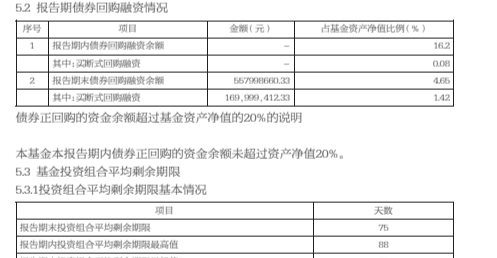 5.2 报告期债券回购融资情况
序号 项目 金额(元) 占基金资产净值比例(%)
1 报告期内债券回购融资余额 – 16.2
其中:买断式回购融资 – 0.08
2 报告期末债券回购融资余额 557998660.33 4.65
其中:买断式回购融资 169,999,412.33 1.42
债券正回购的资金余额超过基金资产净值的20%的说明
本基金本报告期内债券正回购的资金余额未超过资产净值20%。
5.3 基金投资组合平均剩余期限
5.3.1投资组合平均剩余期限基本情况
项目 天数
报告期末投资组合平均剩余期限 75
报告期内投资组合平均剩余期限最高值 88